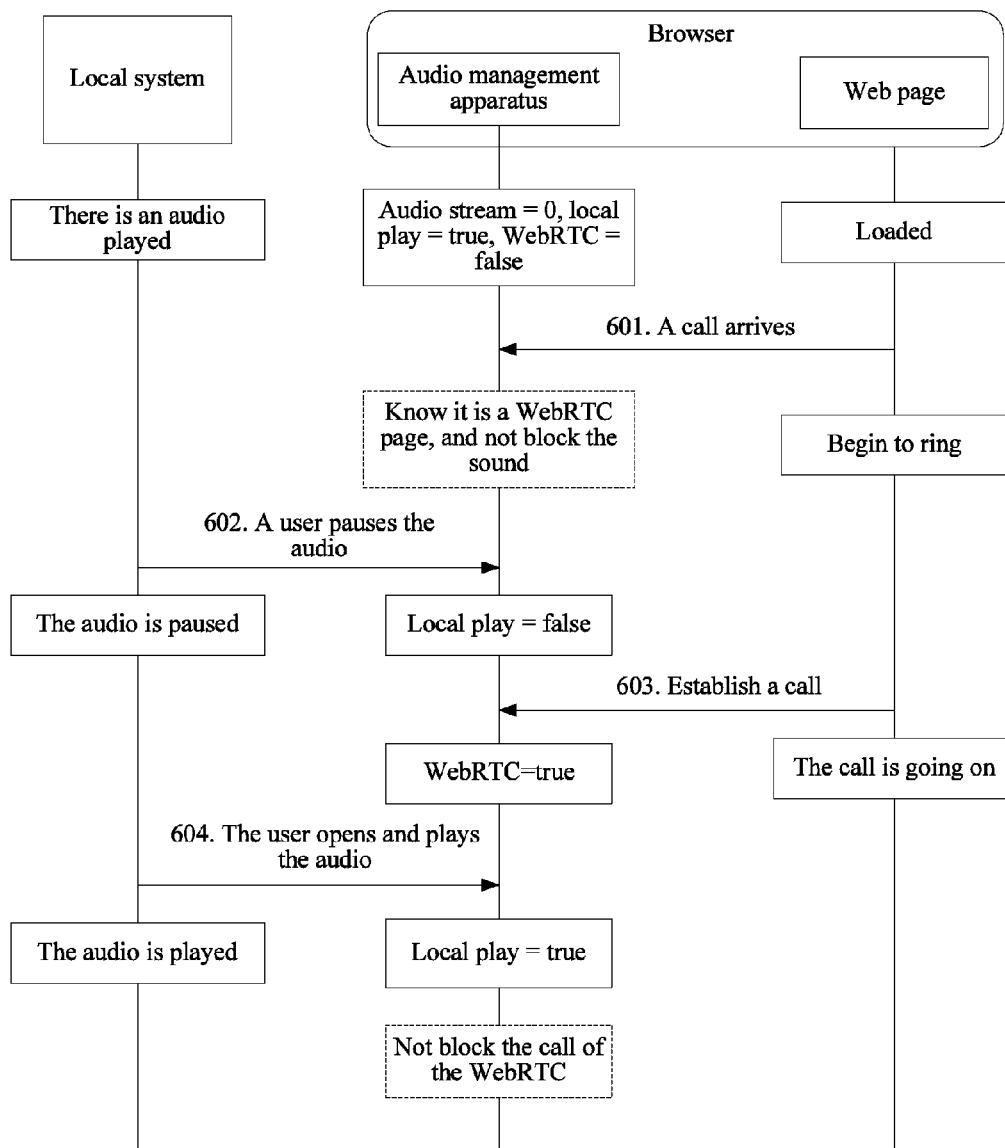 Browser
Local system
Audio management
apparatus
Web page
There is an audio
played
Audio stream = 0, local
play = true, WebRTC =
false
Loaded
601. A call arrives
Know it is a WebRTC
page, and not block the
sound
Begin to ring
602. A user pauses the
audio
The audio is paused
Local play = false
603. Establish a call
WebRTC=true
The call is going on
604. The user opens and plays
the audio
The audio is played
Local play = true
Not block the call of
the WebRTC